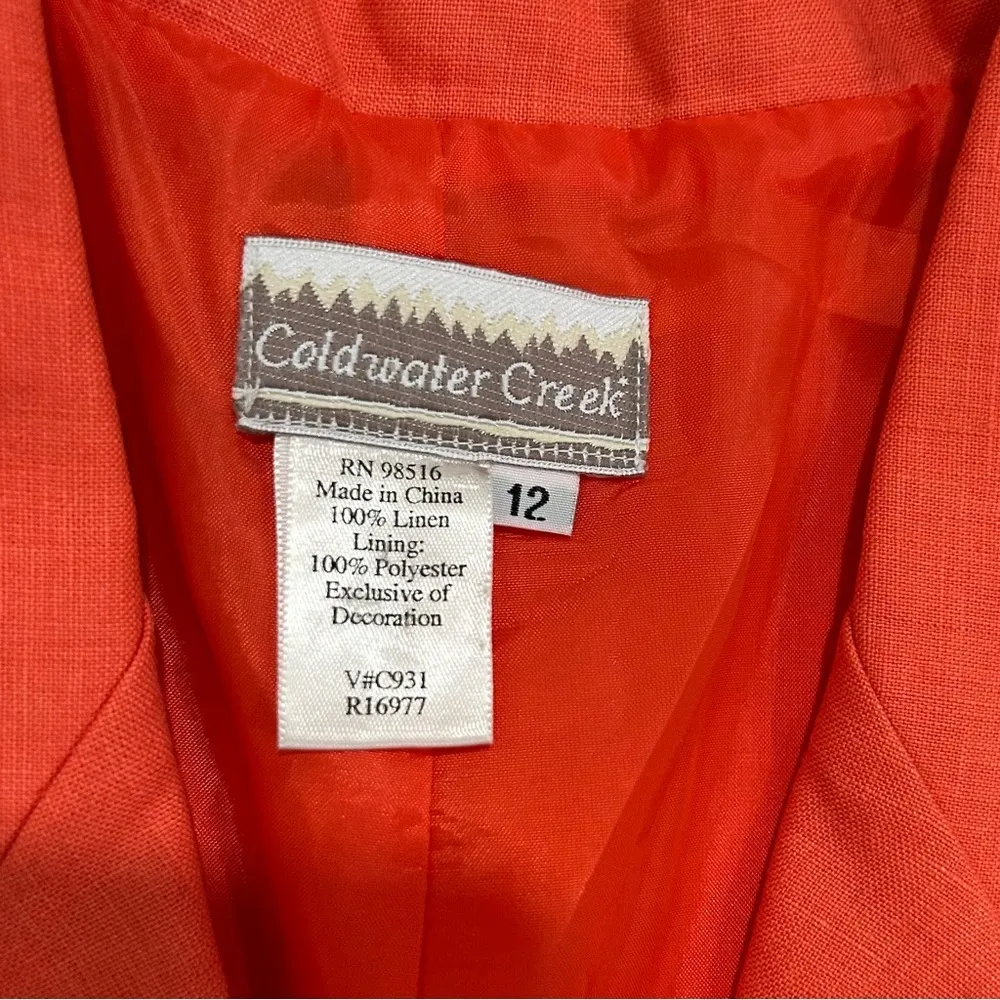 Coldwater Creek
RN 98516
Made in China
100% Linen
Lining:
100% Polyester
Exclusive of
Decoration
V#C931
R16977
12